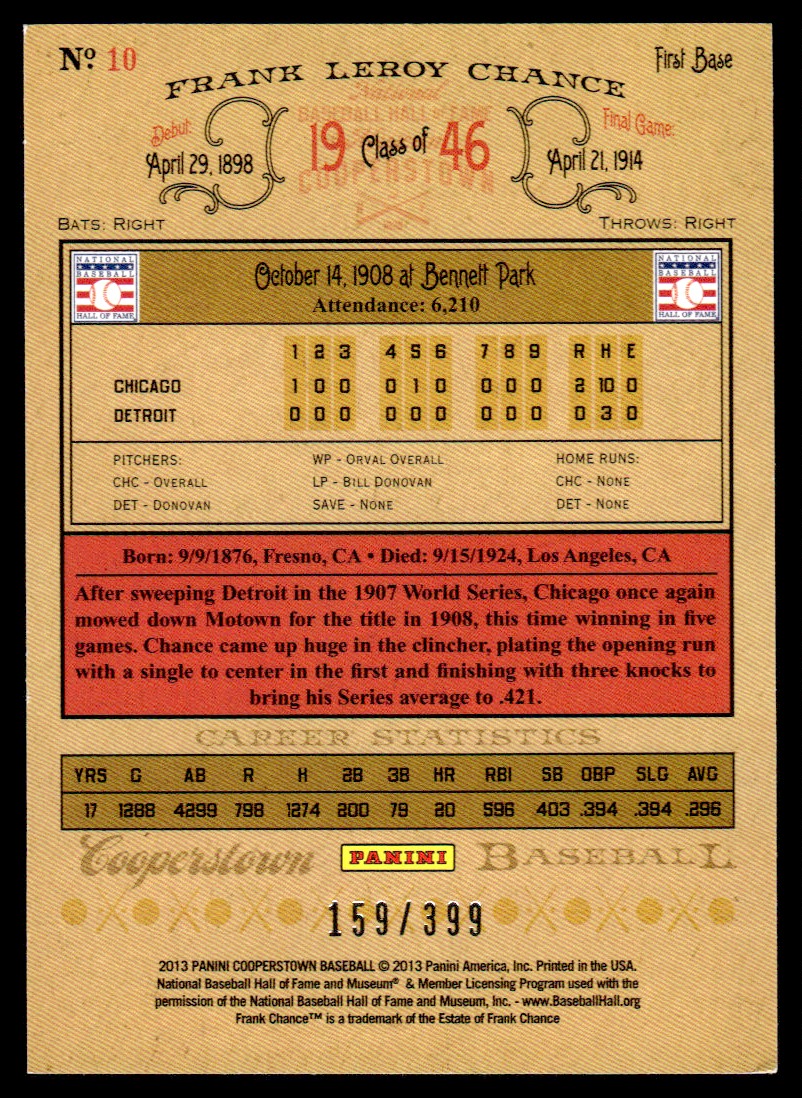 Nº 10
First Base
FRANK LEROY CHANCE
National
BASEBALL HALL OF FAME
Debut:
April 29, 1898
19 Class of 46
Final Game:
April 21, 1914
COOPERSTOWN
BATS: RIGHT
THROWS: RIGHT
NATIONAL BASEBALL HALL OF FAME
October 14, 1908 at Bennett Park
Attendance: 6,210
NATIONAL BASEBALL HALL OF FAME
1 2 3 4 5 6 7 8 9 R H E
CHICAGO 1 0 0 0 1 0 0 0 0 2 10 0
DETROIT 0 0 0 0 0 0 0 0 0 0 3 0
PITCHERS: WP - ORVAL OVERALL HOME RUNS:
CHC - OVERALL LP - BILL DONOVAN CHC - NONE
DET - DONOVAN SAVE - NONE DET - NONE
Born: 9/9/1876, Fresno, CA • Died: 9/15/1924, Los Angeles, CA
After sweeping Detroit in the 1907 World Series, Chicago once again
mowed down Motown for the title in 1908, this time winning in five
games. Chance came up huge in the clincher, plating the opening run
with a single to center in the first and finishing with three knocks to
bring his Series average to .421.
CAREER STATISTICS
YRS G AB R H 2B 3B HR RBI SB OBP SLG AVG
17 1288 4299 798 1274 200 79 20 596 403 .394 .394 .296
Cooperstown PANINI BASEBALL
159/399
2013 PANINI COOPERSTOWN BASEBALL © 2013 Panini America, Inc. Printed in the USA.
National Baseball Hall of Fame and Museum® & Member Licensing Program used with the
permission of the National Baseball Hall of Fame and Museum, Inc. - www.BaseballHall.org
Frank Chance™ is a trademark of the Estate of Frank Chance